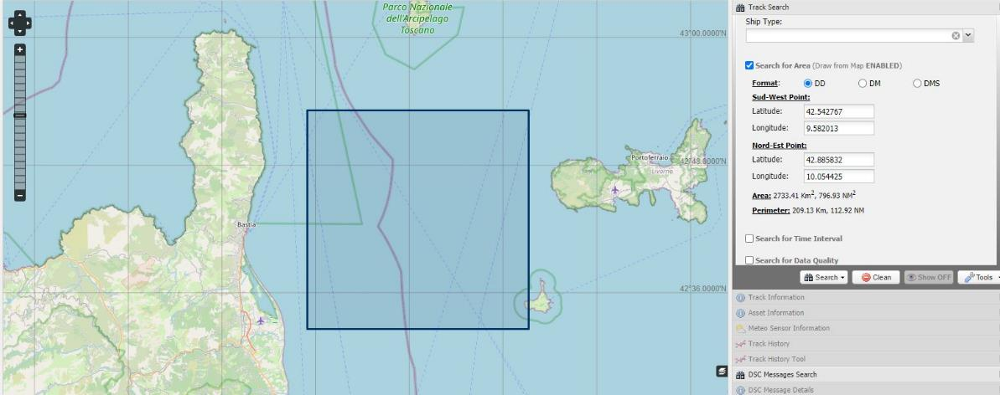 Parco Nazionale
dell'Arcipelago
Toscano
43°00.0000'N
Portoferraio
42°48.0000'N
Livorno
Bastia
42°36.0000'N
Track Search
Ship Type:
Search for Area (Draw from Map ENABLED)
Format: DD DM DMS
Sud-West Point:
Latitude: 42.542767
Longitude: 9.582013
Nord-Est Point:
Latitude: 42.885832
Longitude: 10.054425
Area: 2733.41 Km², 796.93 NM²
Perimeter: 209.13 Km, 112.92 NM
Search for Time Interval
Search for Data Quality
Search Clean Show OFF Tools
Track Information
Asset Information
Meteo Sensor Information
Track History
Track History Tool
DSC Messages Search
DSC Message Details